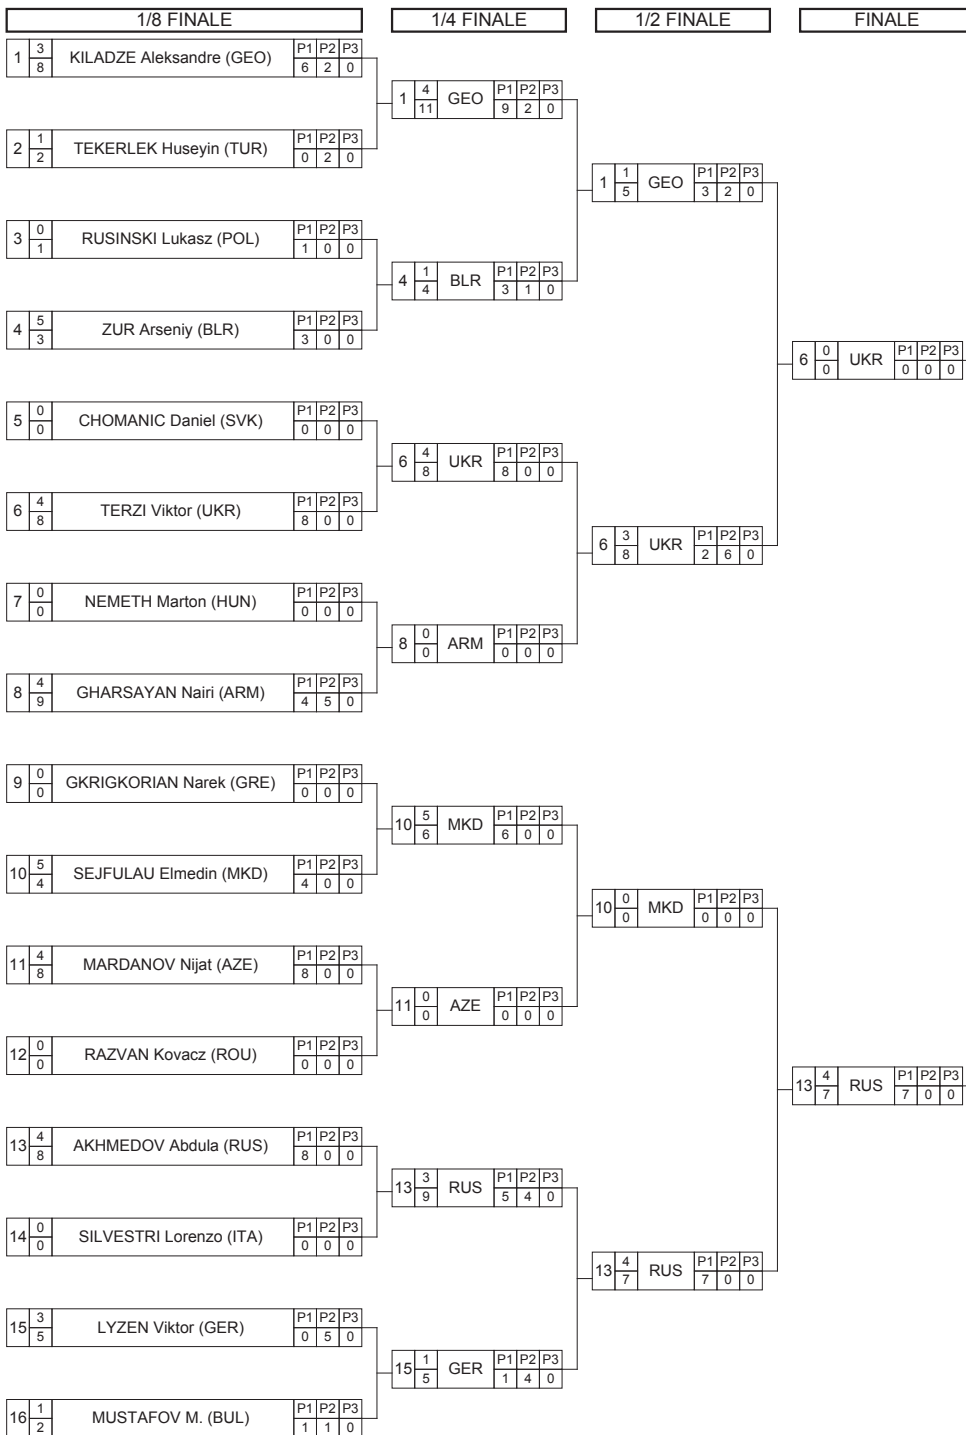 1/8 FINALE 1/4 FINALE 1/2 FINALE FINALE
1 3 8 KILADZE Aleksandre (GEO) P1 P2 P3 6 2 0
1 4 11 GEO P1 P2 P3 9 2 0
2 1 2 TEKERLEK Huseyin (TUR) P1 P2 P3 0 2 0
1 1 5 GEO P1 P2 P3 3 2 0
3 0 1 RUSINSKI Lukasz (POL) P1 P2 P3 1 0 0
4 1 4 BLR P1 P2 P3 3 1 0
4 5 3 ZUR Arseniy (BLR) P1 P2 P3 3 0 0
6 0 0 UKR P1 P2 P3 0 0 0
5 0 0 CHOMANIC Daniel (SVK) P1 P2 P3 0 0 0
6 4 8 UKR P1 P2 P3 8 0 0
6 4 8 TERZI Viktor (UKR) P1 P2 P3 8 0 0
6 3 8 UKR P1 P2 P3 2 6 0
7 0 0 NEMETH Marton (HUN) P1 P2 P3 0 0 0
8 0 0 ARM P1 P2 P3 0 0 0
8 4 9 GHARSAYAN Nairi (ARM) P1 P2 P3 4 5 0
9 0 0 GKRIGKORIAN Narek (GRE) P1 P2 P3 0 0 0
10 5 6 MKD P1 P2 P3 6 0 0
10 5 4 SEJFULAU Elmedin (MKD) P1 P2 P3 4 0 0
10 0 0 MKD P1 P2 P3 0 0 0
11 4 8 MARDANOV Nijat (AZE) P1 P2 P3 8 0 0
11 0 0 AZE P1 P2 P3 0 0 0
12 0 0 RAZVAN Kovacz (ROU) P1 P2 P3 0 0 0
13 4 7 RUS P1 P2 P3 7 0 0
13 4 8 AKHMEDOV Abdula (RUS) P1 P2 P3 8 0 0
13 3 9 RUS P1 P2 P3 5 4 0
14 0 0 SILVESTRI Lorenzo (ITA) P1 P2 P3 0 0 0
13 4 7 RUS P1 P2 P3 7 0 0
15 3 5 LYZEN Viktor (GER) P1 P2 P3 0 5 0
15 1 5 GER P1 P2 P3 1 4 0
16 1 2 MUSTAFOV M. (BUL) P1 P2 P3 1 1 0